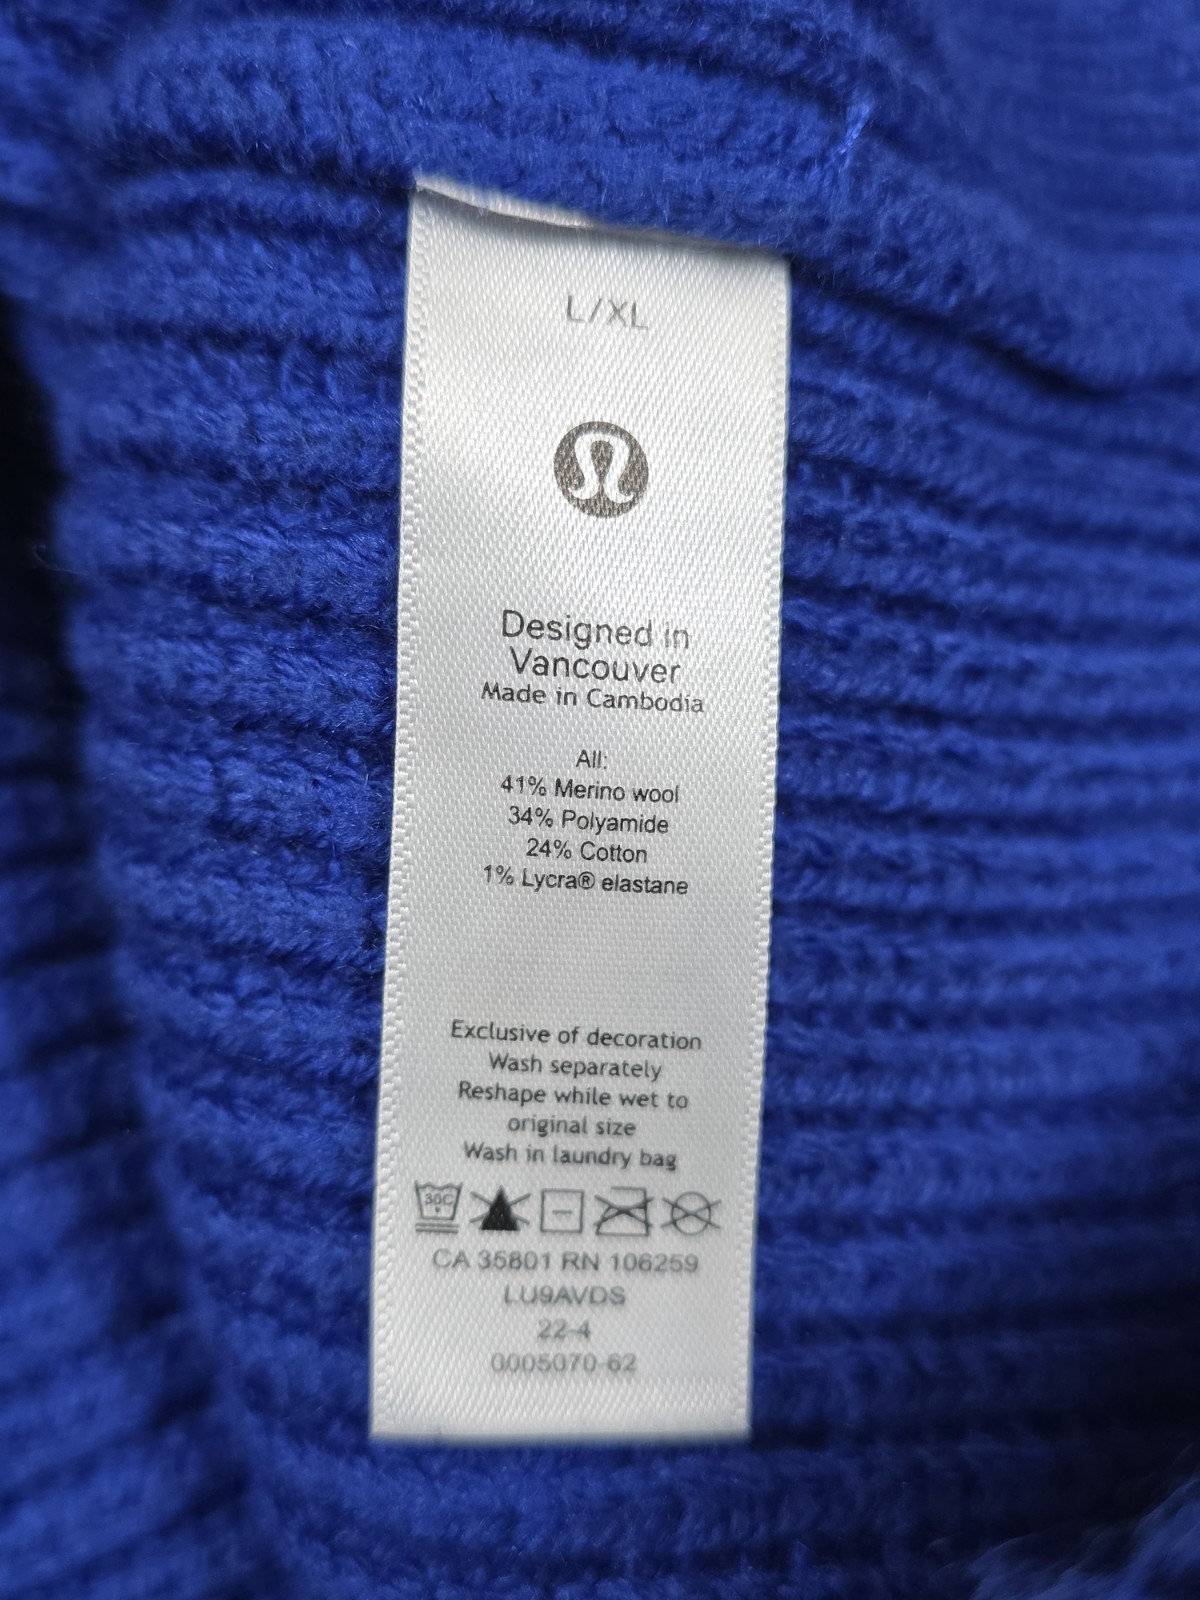 L/XL
Designed in
Vancouver
Made in Cambodia
All:
41% Merino wool
34% Polyamide
24% Cotton
1% Lycra® elastane
Exclusive of decoration
Wash separately
Reshape while wet to
original size
Wash in laundry bag
30C
CA 35801 RN 106259
LU9AVDS
22-4
0005070-62